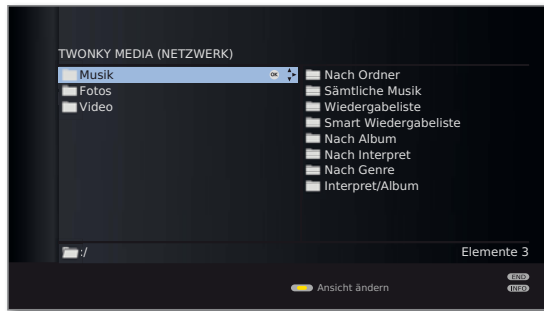 TWONKY MEDIA (NETZWERK)
Musik OK
Fotos
Video
Nach Ordner
Sämtliche Musik
Wiedergabeliste
Smart Wiedergabeliste
Nach Album
Nach Interpret
Nach Genre
Interpret/Album
:/
Elemente 3
Ansicht ändern
END
INFO